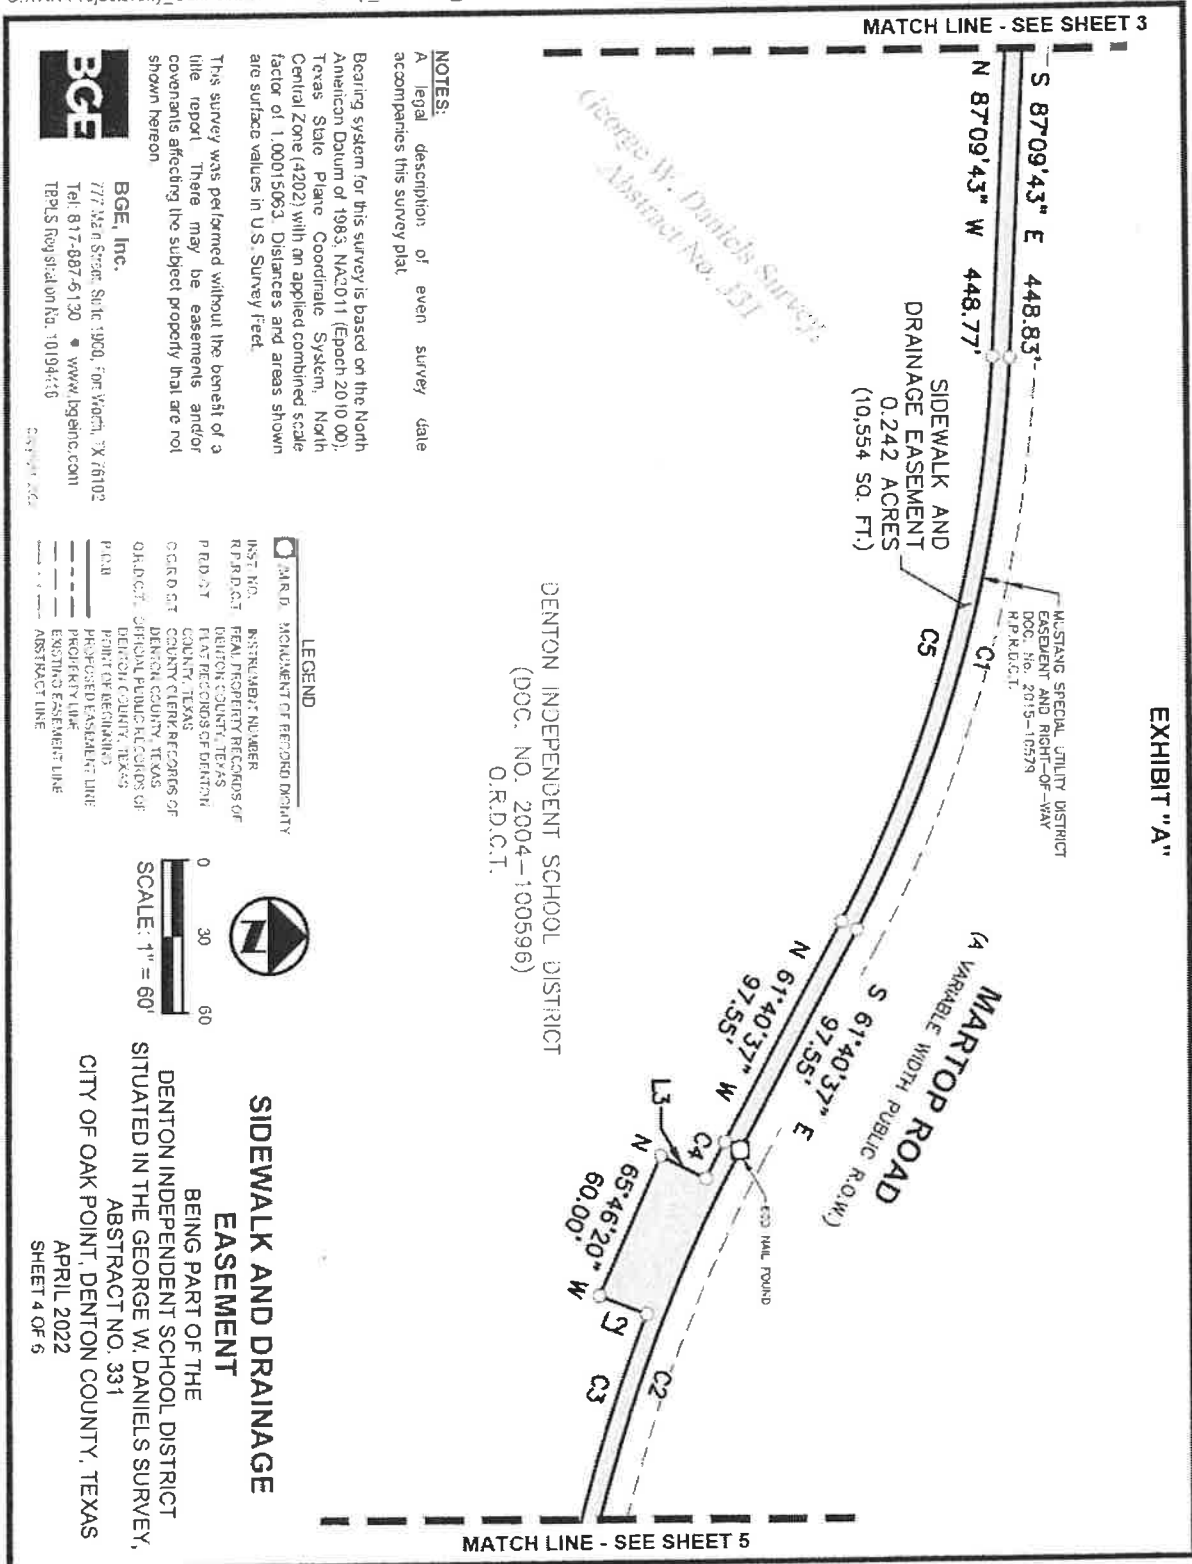 MATCH LINE - SEE SHEET 3
EXHIBIT "A"
S 87°09'43" E 448.83'
N 87°09'43" W 448.77'
MUSTANG SPECIAL UTILITY DISTRICT
EASEMENT AND RIGHT-OF-WAY
DOC. No. 2015-10579
R.P.R.D.C.T.
MARTOP ROAD
(A VARIABLE WIDTH PUBLIC R.O.W.)
SIDEWALK AND
DRAINAGE EASEMENT
0.242 ACRES
(10,554 SQ. FT.)
C1
C5
S 61°40'37" E
97.55'
N 61°40'37" W
97.55'
NAIL FOUND
C4
L3
N 65°46'20" W
60.00'
L2
C3
C2
George W. Daniels Survey,
Abstract No. 331
DENTON INDEPENDENT SCHOOL DISTRICT
(DOC. NO. 2004-100596)
O.R.D.C.T.
MATCH LINE - SEE SHEET 5
NOTES:
A legal description of even survey date
accompanies this survey plat.
Bearing system for this survey is based on the North
American Datum of 1983, NA2011 (Epoch 2010.00),
Texas State Plane Coordinate System, North
Central Zone (4202) with an applied combined scale
factor of 1.00015063. Distances and areas shown
are surface values in U.S. Survey Feet.
This survey was performed without the benefit of a
title report. There may be easements and/or
covenants affecting the subject property that are not
shown hereon
BGE
BGE, Inc.
777 Main Street, Suite 1900, Fort Worth, TX 76102
Tel: 817-887-6130 • www.bgeinc.com
TBPLS Registration No. 10194416
Copyright
LEGEND
M.R.D. MONUMENT OF RECORD DIGNITY
INST. NO. INSTRUMENT NUMBER
R.P.R.D.C.T. REAL PROPERTY RECORDS OF
DENTON COUNTY, TEXAS
P.R.D.C.T. PLAT RECORDS OF DENTON
COUNTY, TEXAS
C.C.R.D.C.T. COUNTY CLERK RECORDS OF
DENTON COUNTY, TEXAS
O.R.D.C.T. OFFICIAL PUBLIC RECORDS OF
DENTON COUNTY, TEXAS
P.O.B. POINT OF BEGINNING
PROPOSED EASEMENT LINE
PROPERTY LINE
EXISTING EASEMENT LINE
ABSTRACT LINE
N
0 30 60
SCALE: 1" = 60'
SIDEWALK AND DRAINAGE
EASEMENT
BEING PART OF THE
DENTON INDEPENDENT SCHOOL DISTRICT
SITUATED IN THE GEORGE W. DANIELS SURVEY,
ABSTRACT NO. 331
CITY OF OAK POINT, DENTON COUNTY, TEXAS
APRIL 2022
SHEET 4 OF 6